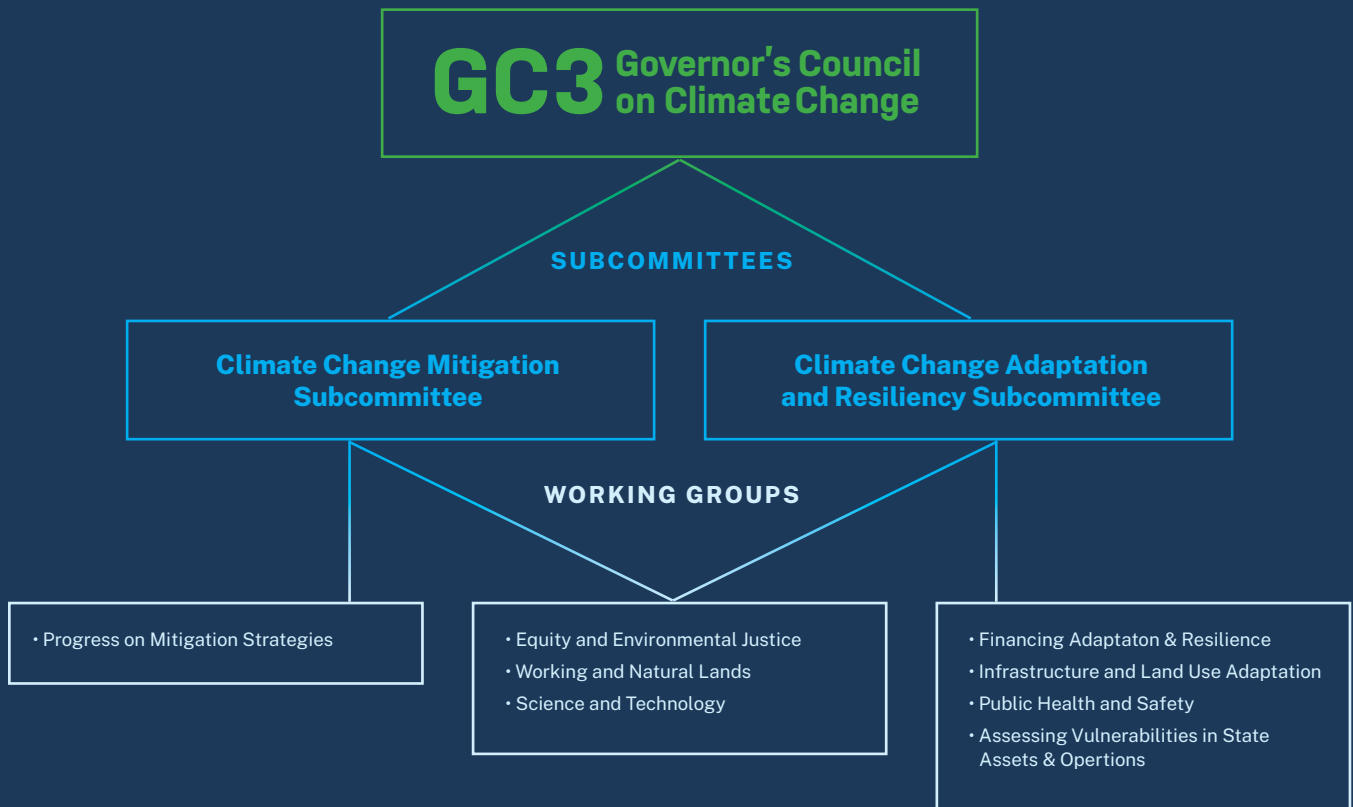 GC3 Governor's Council
on Climate Change
SUBCOMMITTEES
Climate Change Mitigation
Subcommittee
Climate Change Adaptation
and Resiliency Subcommittee
WORKING GROUPS
• Progress on Mitigation Strategies
• Equity and Environmental Justice
• Working and Natural Lands
• Science and Technology
• Financing Adaptaton & Resilience
• Infrastructure and Land Use Adaptation
• Public Health and Safety
• Assessing Vulnerabilities in State
Assets & Opertions